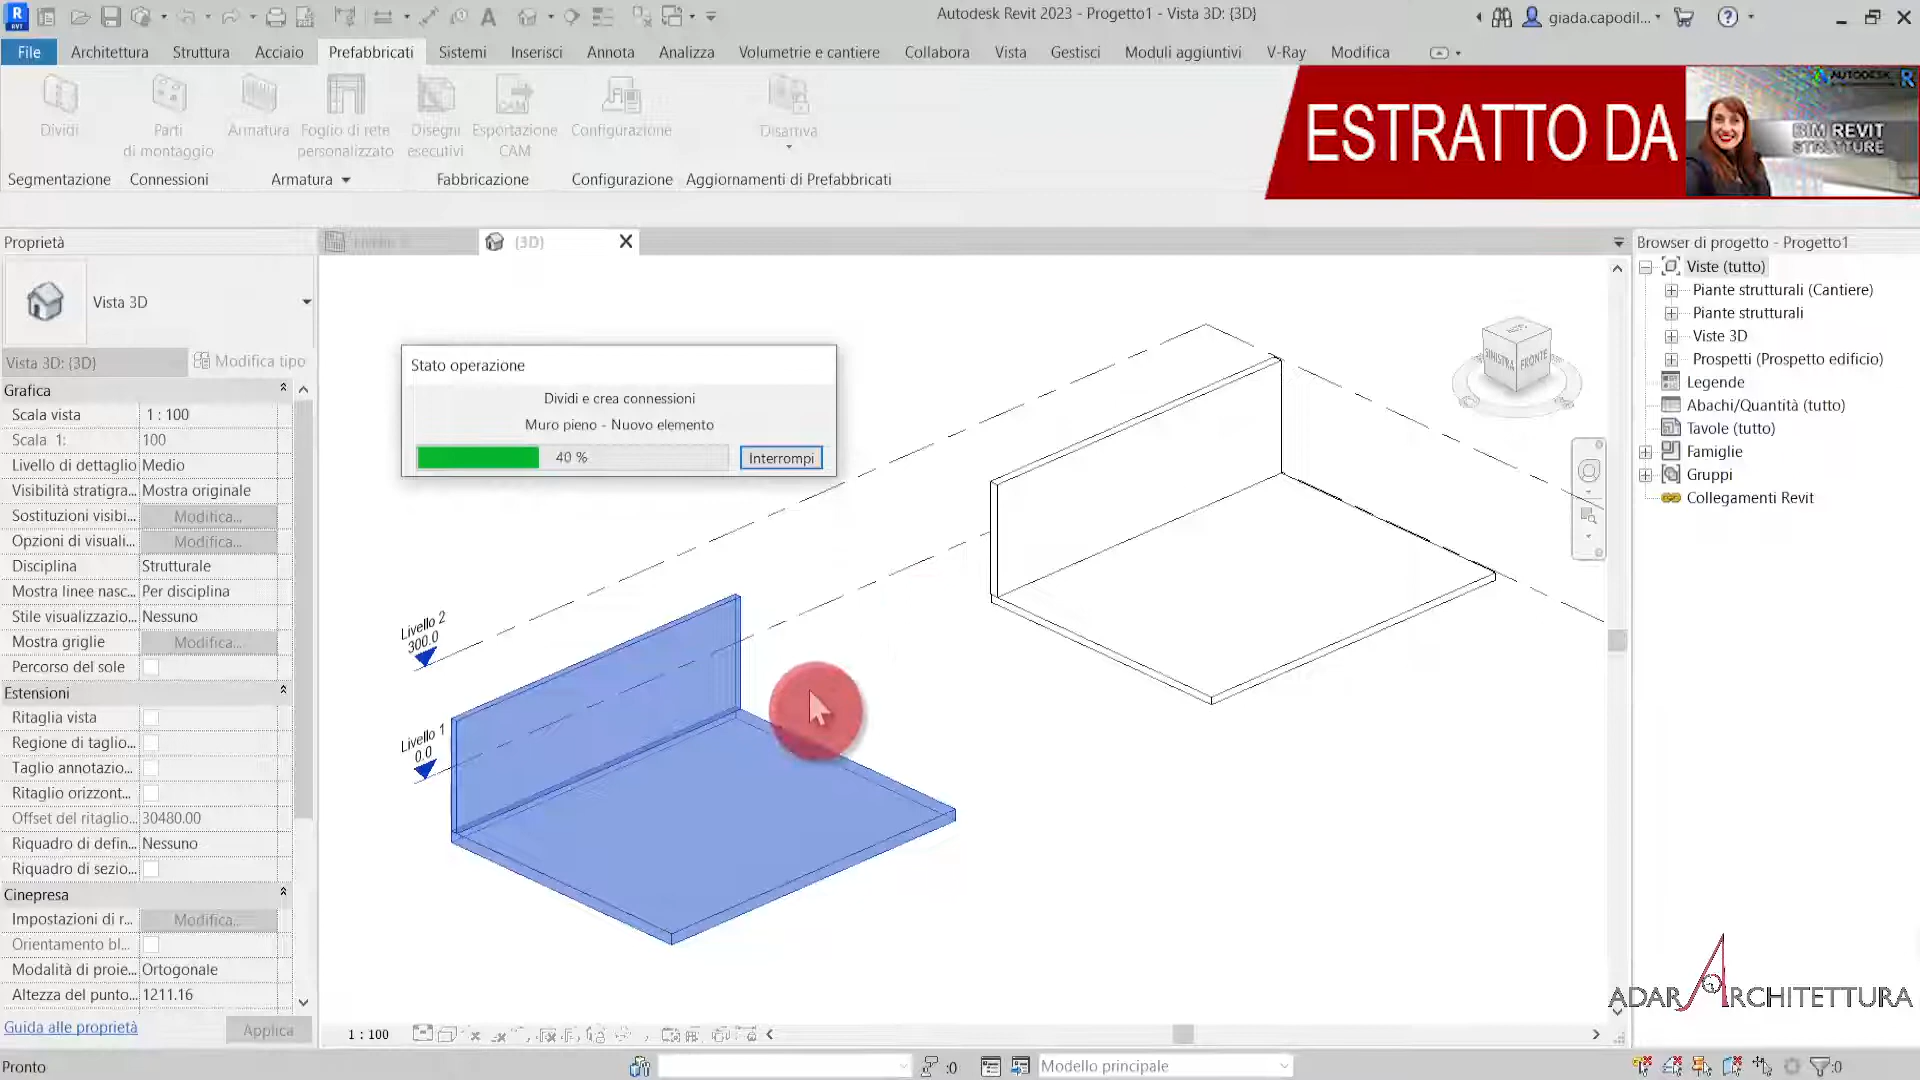 Autodesk Revit 2023 - Progetto1 - Vista 3D: {3D}
giada.capodil...
File Architettura Struttura Acciaio Prefabbricati Sistemi Inserisci Annota Analizza Volumetrie e cantiere Collabora Vista Gestisci Moduli aggiuntivi V-Ray Modifica
Dividi
Parti di montaggio
Armatura
Foglio di rete personalizzato
Disegni esecutivi
Esportazione CAM
Configurazione
Disattiva
Segmentazione Connessioni Armatura Fabbricazione Configurazione Aggiornamenti di Prefabbricati
ESTRATTO DA
AUTODESK
BIM REVIT
STRUTTURE
Proprietà
{3D}
Vista 3D
Vista 3D: {3D} Modifica tipo
Grafica
Scala vista 1 : 100
Scala 1: 100
Livello di dettaglio Medio
Visibilità stratigra... Mostra originale
Sostituzioni visibi... Modifica...
Opzioni di visuali... Modifica...
Disciplina Strutturale
Mostra linee nasc... Per disciplina
Stile visualizzazio... Nessuno
Mostra griglie Modifica...
Percorso del sole
Estensioni
Ritaglia vista
Regione di taglio...
Taglio annotazio...
Ritaglio orizzont...
Offset del ritaglio... 30480.00
Riquadro di defin... Nessuno
Riquadro di sezio...
Cinepresa
Impostazioni di r... Modifica...
Orientamento bl...
Modalità di proie... Ortogonale
Altezza del punto... 1211.16
Guida alle proprietà Applica
Stato operazione
Dividi e crea connessioni
Muro pieno - Nuovo elemento
40 %
Interrompi
Livello 2
300.0
Livello 1
0.0
ALTO
SINISTRA
FRONTE
Browser di progetto - Progetto1
Viste (tutto)
Piante strutturali (Cantiere)
Piante strutturali
Viste 3D
Prospetti (Prospetto edificio)
Legende
Abachi/Quantità (tutto)
Tavole (tutto)
Famiglie
Gruppi
Collegamenti Revit
ADARARCHITETTURA
1 : 100
Pronto
:0
Modello principale
:0